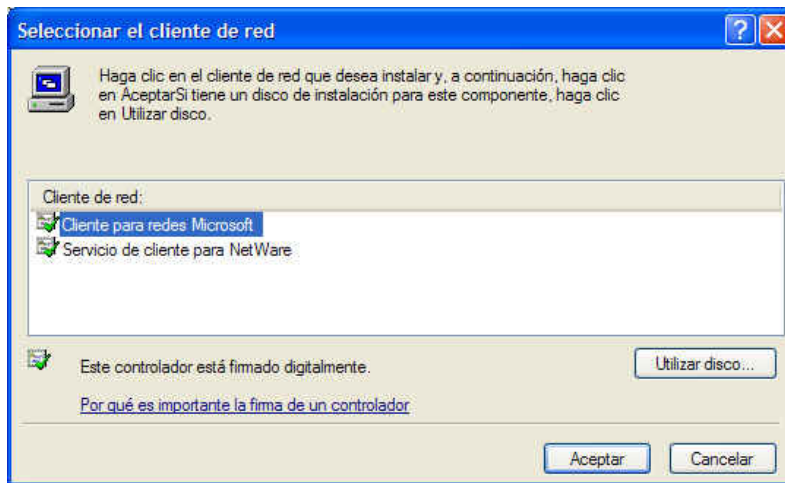 Seleccionar el cliente de red
Haga clic en el cliente de red que desea instalar y, a continuación, haga clic
en AceptarSi tiene un disco de instalación para este componente, haga clic
en Utilizar disco.
Cliente de red:
Cliente para redes Microsoft
Servicio de cliente para NetWare
Este controlador está firmado digitalmente.
Utilizar disco...
Por qué es importante la firma de un controlador
Aceptar
Cancelar